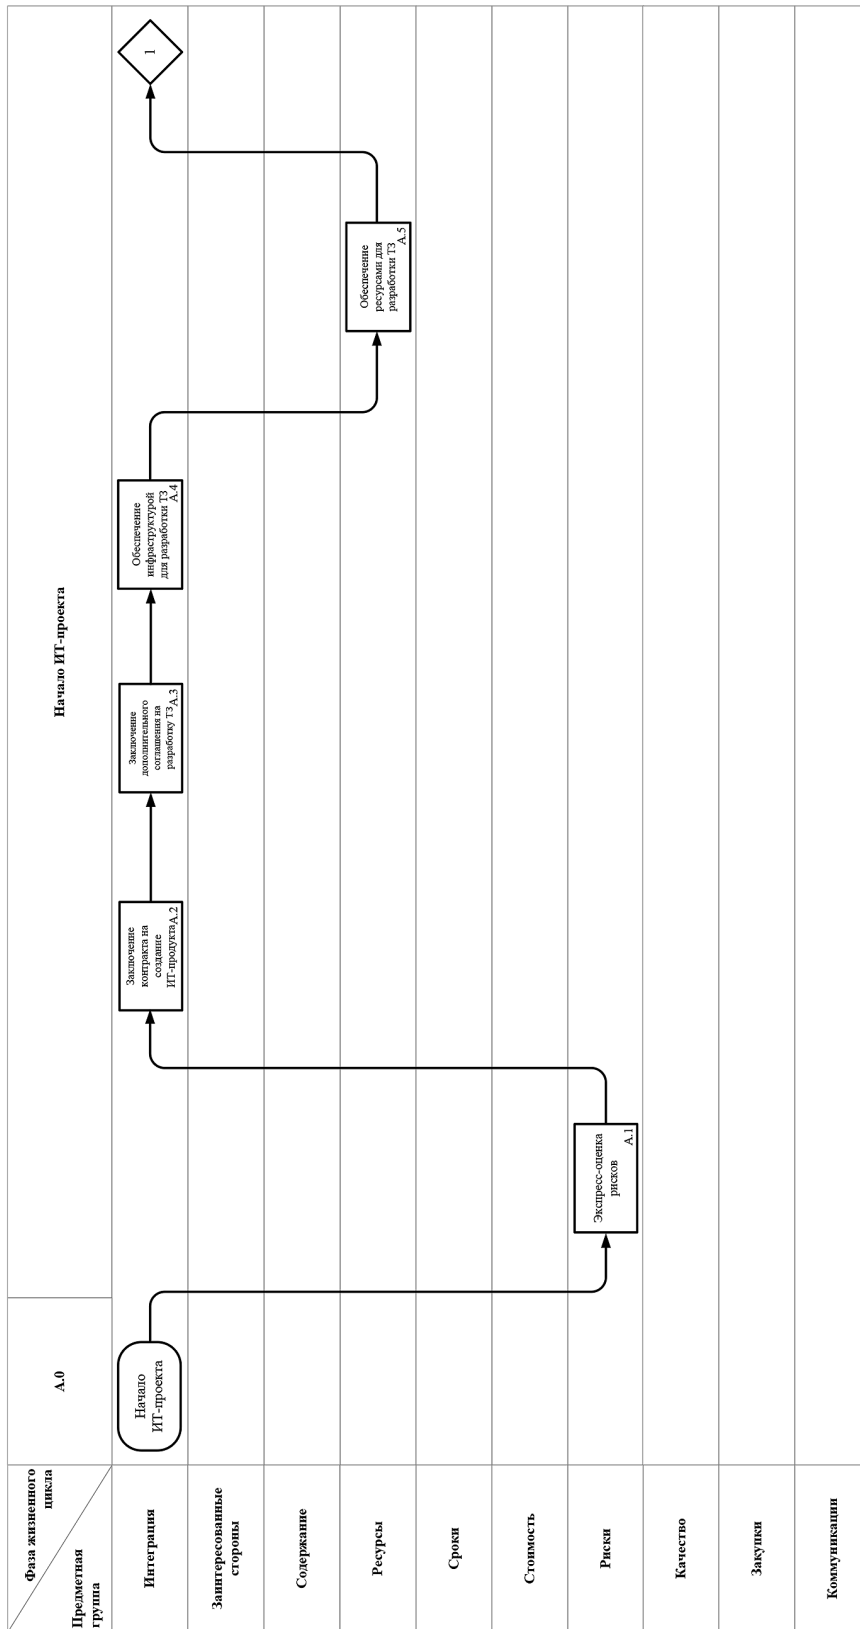 Фаза жизненного
цикла
Предметная
группа
А.0
Начало ИТ-проекта
Интеграция
Начало
ИТ-проекта
Заключение
контракта на
создание
ИТ-продукта
А.2
Заключение
дополнительного
соглашения на
разработку ТЗ
А.3
Обеспечение
инфраструктурой
для разработки ТЗ
А.4
1
Заинтересованные
стороны
Содержание
Ресурсы
Обеспечение
ресурсами для
разработки ТЗ
А.5
Сроки
Стоимость
Риски
Экспресс-оценка
рисков
А.1
Качество
Закупки
Коммуникации